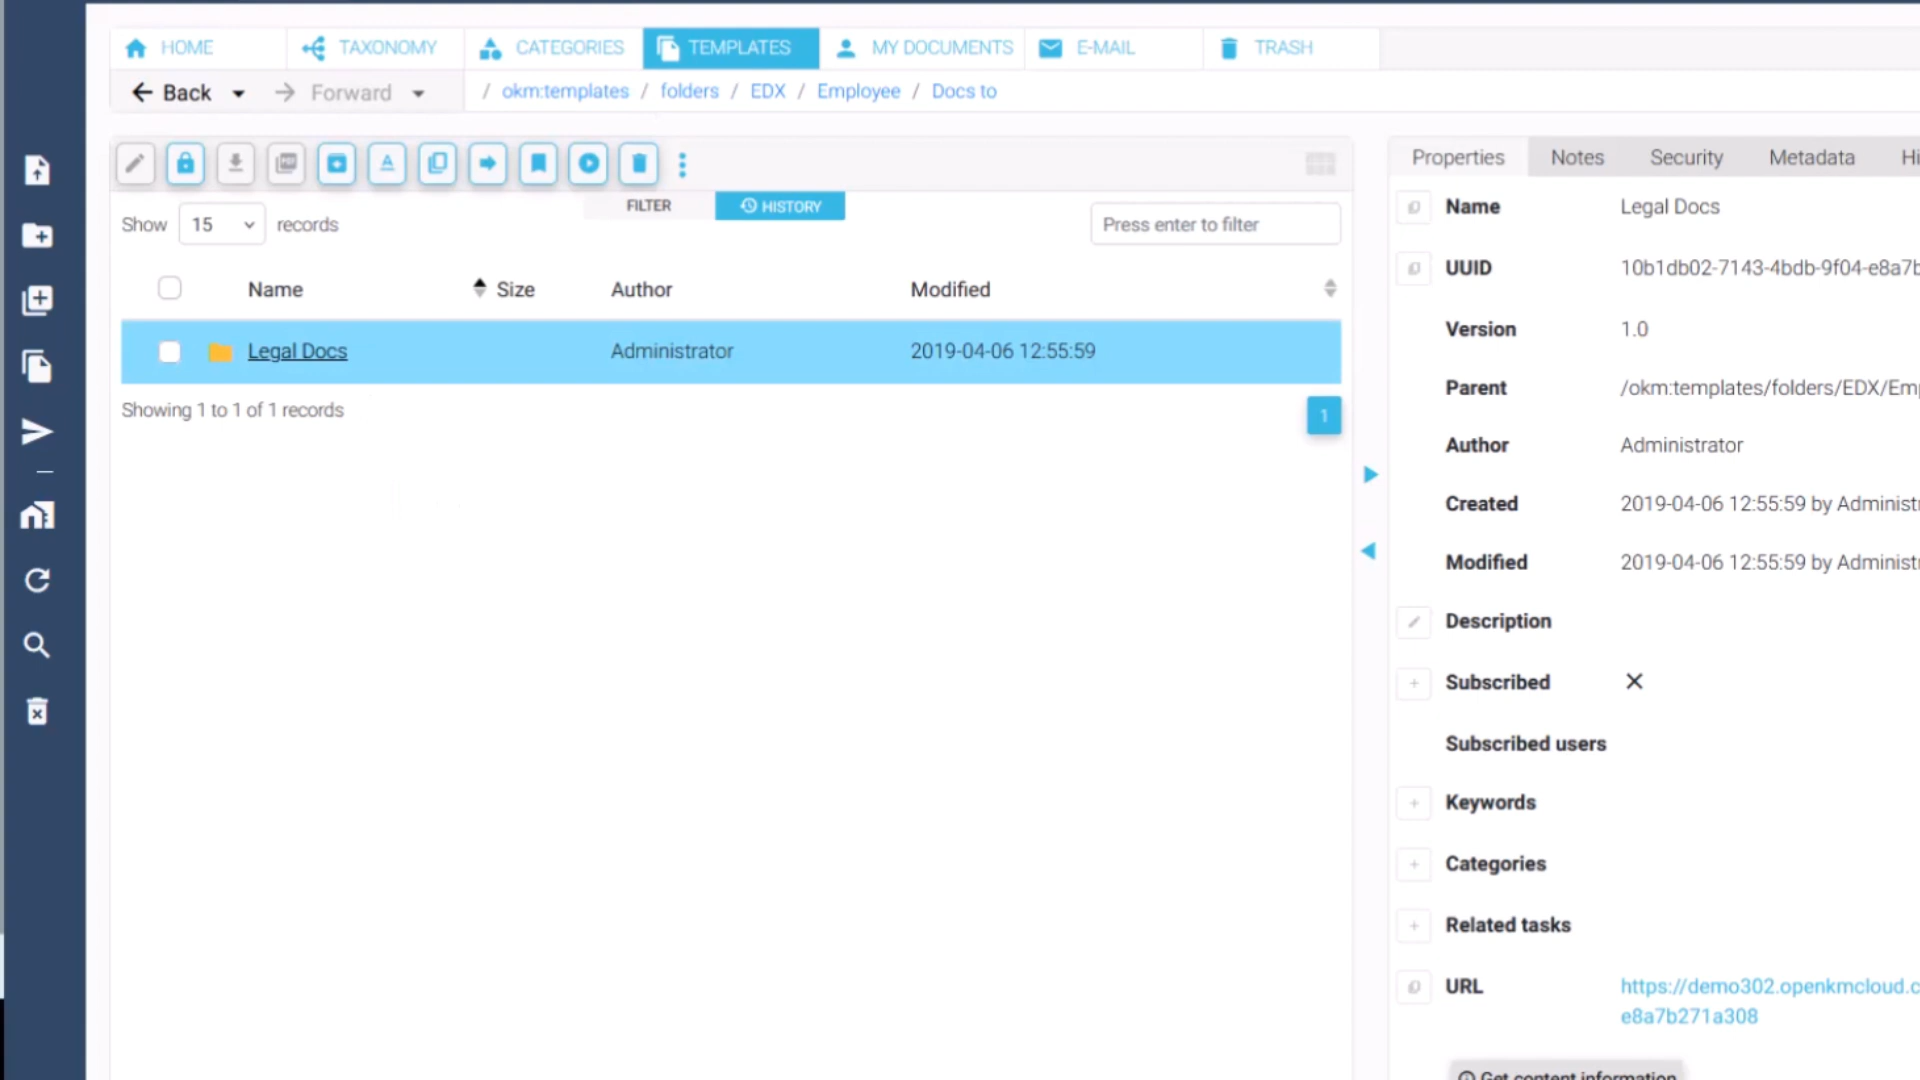 HOME TAXONOMY CATEGORIES TEMPLATES MY DOCUMENTS E-MAIL TRASH
Back Forward / okm:templates / folders / EDX / Employee / Docs to
FILTER HISTORY
Show 15 records Press enter to filter
Name Size Author Modified
Legal Docs Administrator 2019-04-06 12:55:59
Showing 1 to 1 of 1 records 1
Properties Notes Security Metadata Hi
Name Legal Docs
UUID 10b1db02-7143-4bdb-9f04-e8a7b
Version 1.0
Parent /okm:templates/folders/EDX/Emp
Author Administrator
Created 2019-04-06 12:55:59 by Administr
Modified 2019-04-06 12:55:59 by Administr
Description
Subscribed
Subscribed users
Keywords
Categories
Related tasks
URL https://demo302.openkmcloud.c
e8a7b271a308
Get content information